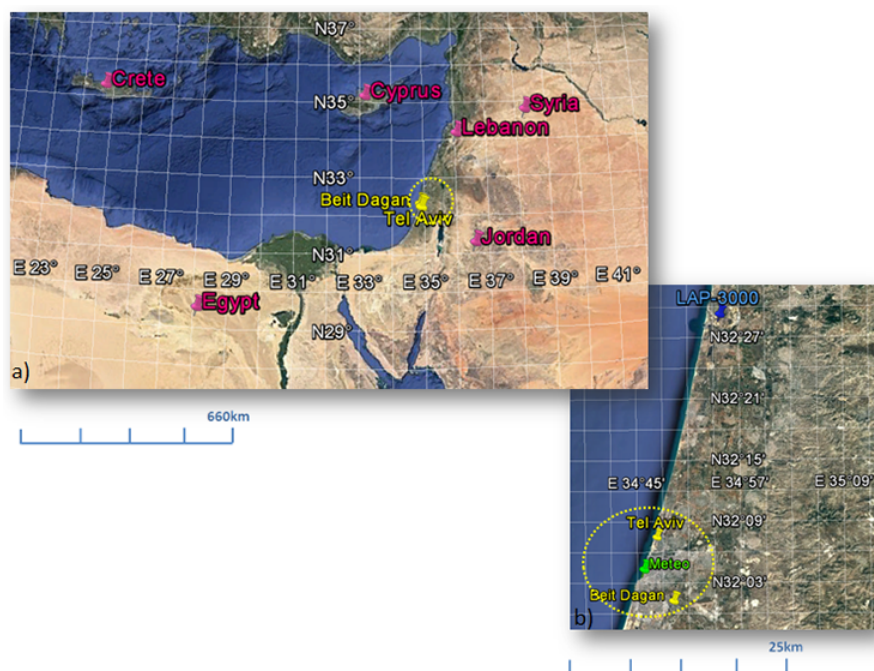 N37°
Crete
Cyprus
N35°
Syria
Lebanon
N33°
Beit Dagan
Tel Aviv
Jordan
N31°
E 23° E 25° E 27° E 29° E 31° E 33° E 35° E 37° E 39° E 41°
Egypt
N29°
a)
660km
LAP-3000
N32°27'
N32°21'
N32°15'
E 34°45' E 34°57' E 35°09'
Tel Aviv
N32°09'
Meteo
N32°03'
Beit Dagan
b)
25km